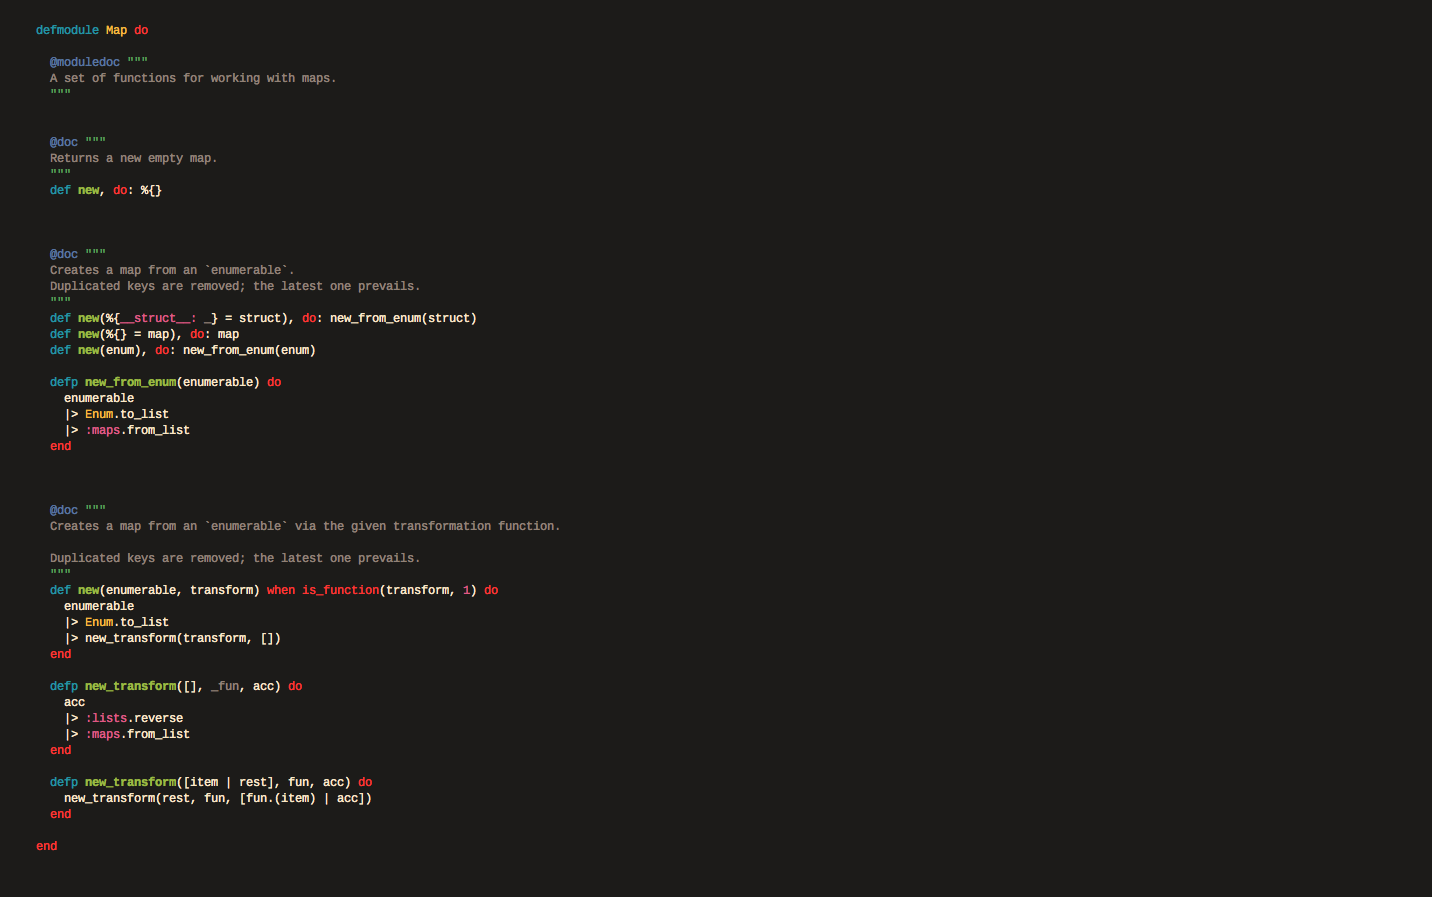 defmodule Map do
@moduledoc """
A set of functions for working with maps.
"""
@doc """
Returns a new empty map.
"""
def new, do: %{}
@doc """
Creates a map from an `enumerable`.
Duplicated keys are removed; the latest one prevails.
"""
def new(%{__struct__: _} = struct), do: new_from_enum(struct)
def new(%{} = map), do: map
def new(enum), do: new_from_enum(enum)
defp new_from_enum(enumerable) do
enumerable
|> Enum.to_list
|> :maps.from_list
end
@doc """
Creates a map from an `enumerable` via the given transformation function.
Duplicated keys are removed; the latest one prevails.
"""
def new(enumerable, transform) when is_function(transform, 1) do
enumerable
|> Enum.to_list
|> new_transform(transform, [])
end
defp new_transform([], _fun, acc) do
acc
|> :lists.reverse
|> :maps.from_list
end
defp new_transform([item | rest], fun, acc) do
new_transform(rest, fun, [fun.(item) | acc])
end
end